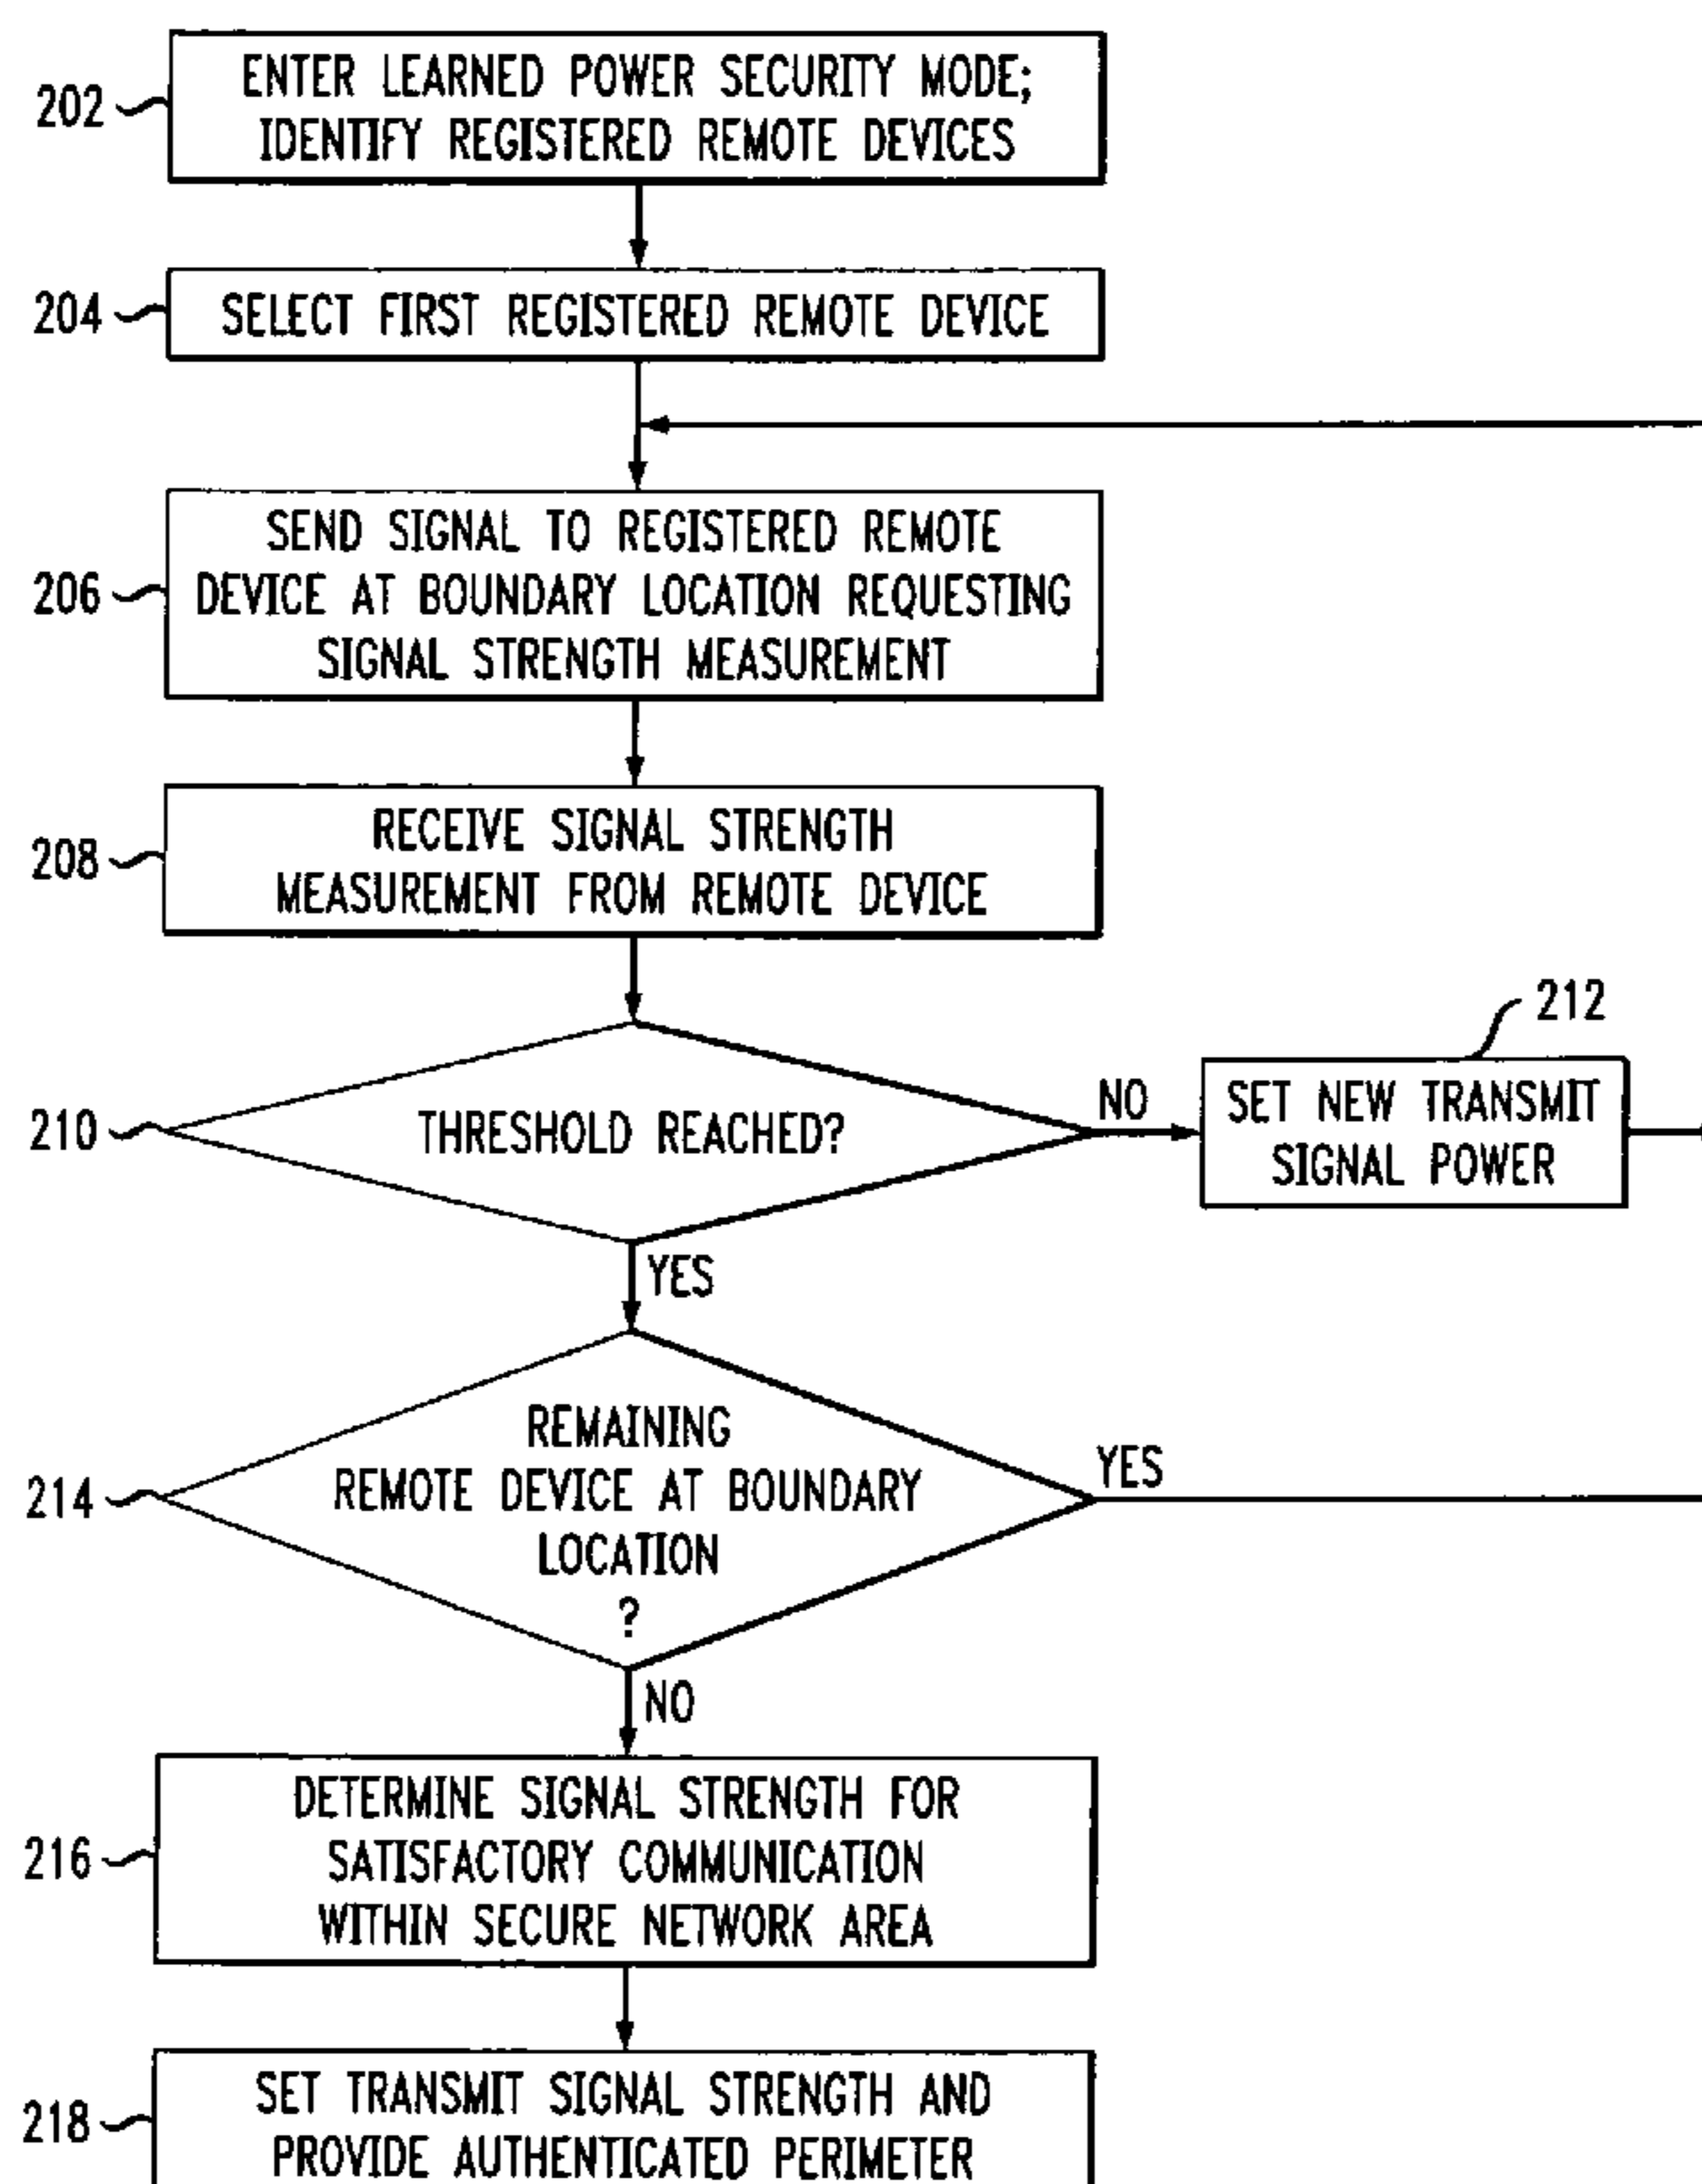 202
ENTER LEARNED POWER SECURITY MODE;
IDENTIFY REGISTERED REMOTE DEVICES
204
SELECT FIRST REGISTERED REMOTE DEVICE
206
SEND SIGNAL TO REGISTERED REMOTE
DEVICE AT BOUNDARY LOCATION REQUESTING
SIGNAL STRENGTH MEASUREMENT
208
RECEIVE SIGNAL STRENGTH
MEASUREMENT FROM REMOTE DEVICE
210
THRESHOLD REACHED?
NO
212
SET NEW TRANSMIT
SIGNAL POWER
YES
214
REMAINING
REMOTE DEVICE AT BOUNDARY
LOCATION
?
YES
NO
216
DETERMINE SIGNAL STRENGTH FOR
SATISFACTORY COMMUNICATION
WITHIN SECURE NETWORK AREA
218
SET TRANSMIT SIGNAL STRENGTH AND
PROVIDE AUTHENTICATED PERIMETER